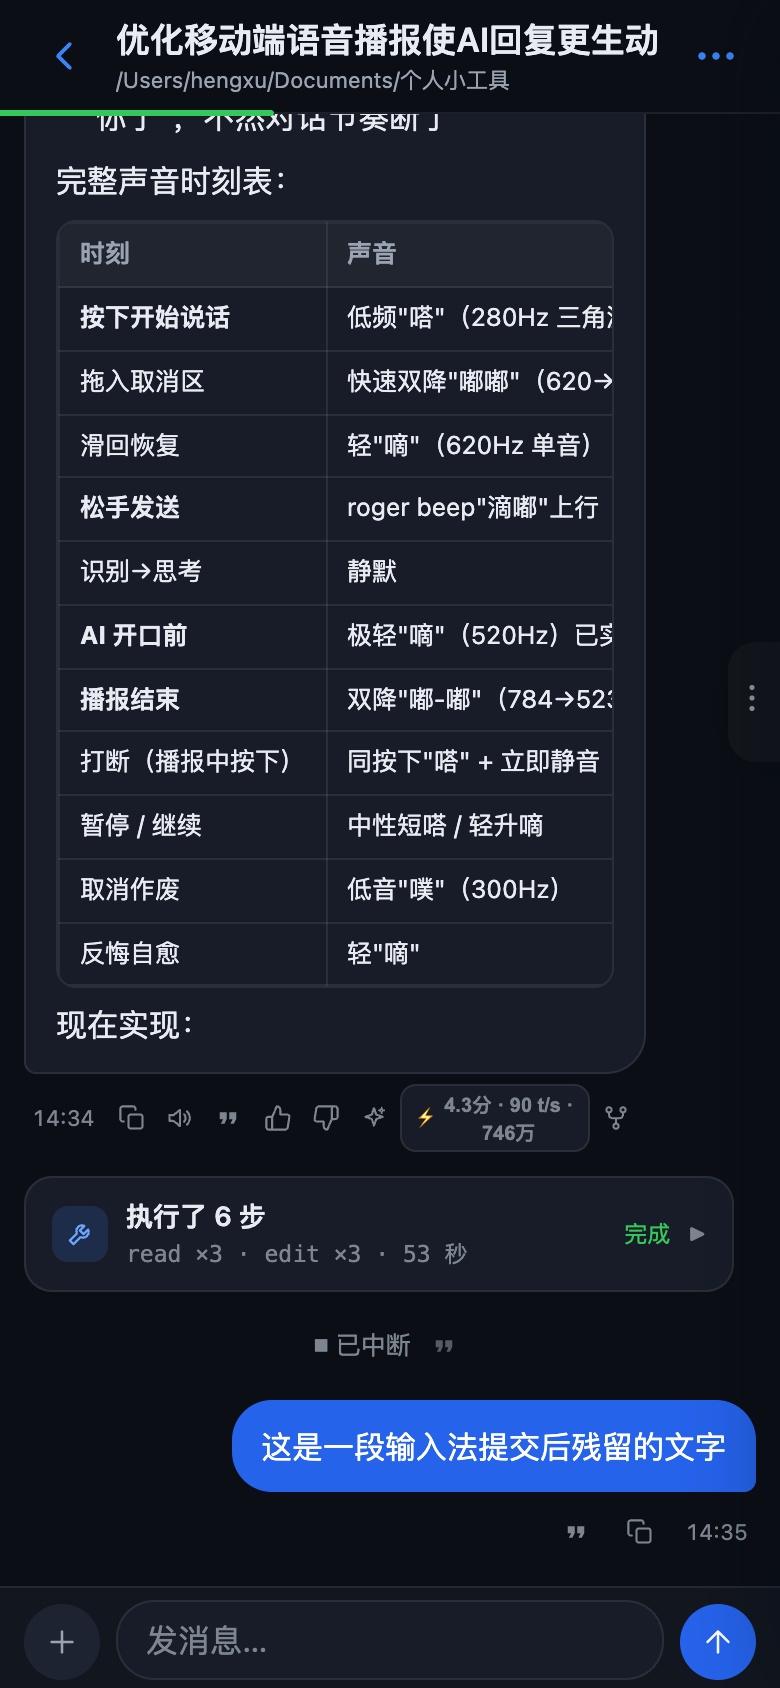 优化移动端语音播报使AI回复更生动
/Users/hengxu/Documents/个人小工具
完整声音时刻表：
时刻 声音
按下开始说话 低频"嗒"（280Hz 三角
拖入取消区 快速双降"嘟嘟"（620→
滑回恢复 轻"嘀"（620Hz 单音）
松手发送 roger beep"滴嘟"上行
识别→思考 静默
AI 开口前 极轻"嘀"（520Hz）已实
播报结束 双降"嘟-嘟"（784→523
打断（播报中按下） 同按下"嗒" + 立即静音
暂停 / 继续 中性短嗒 / 轻升嘀
取消作废 低音"噗"（300Hz）
反悔自愈 轻"嘀"
现在实现：
14:34
4.3分 · 90 t/s ·
746万
执行了 6 步
read ×3 · edit ×3 · 53 秒
完成
已中断
这是一段输入法提交后残留的文字
14:35
发消息...